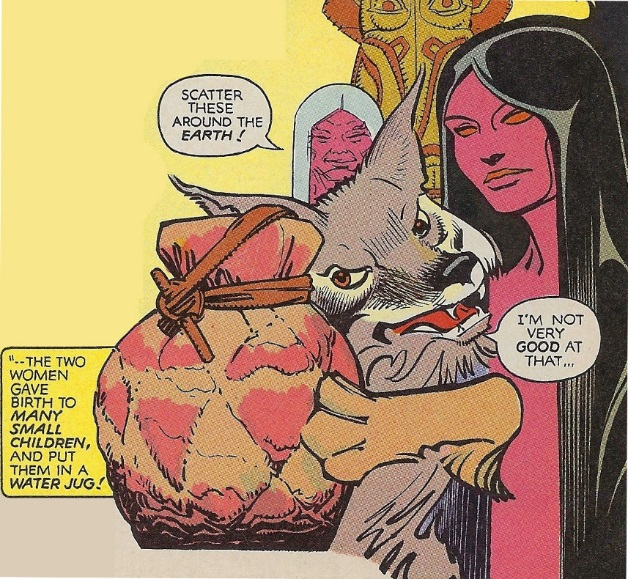 SCATTER
THESE
AROUND THE
EARTH!
I'M NOT
VERY
GOOD AT
THAT...
"--THE TWO
WOMEN
GAVE
BIRTH TO
MANY
SMALL
CHILDREN,
AND PUT
THEM IN A
WATER JUG!